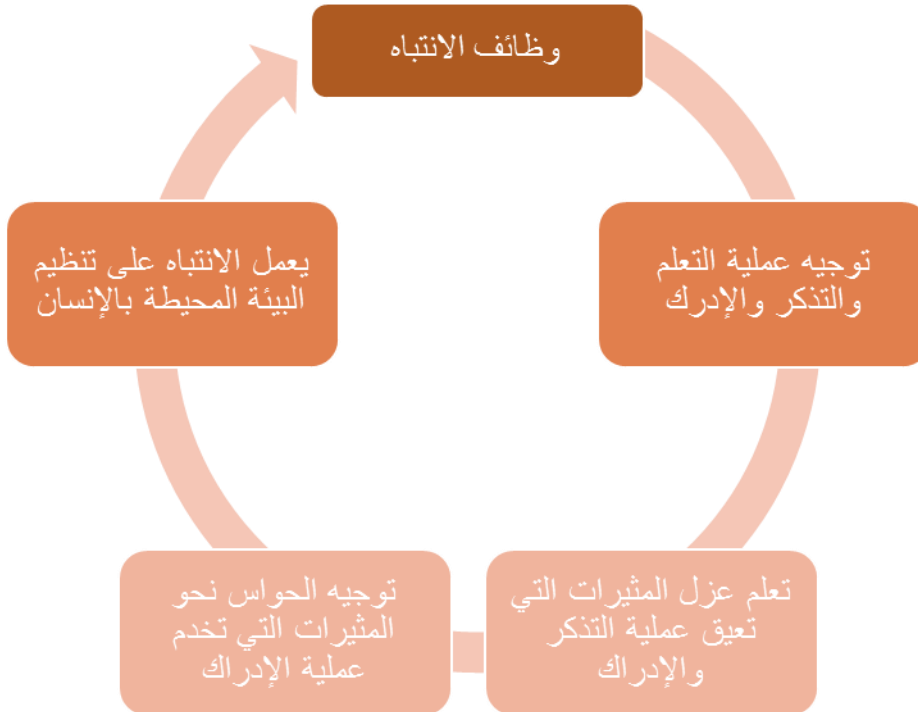 وظائف الانتباه
توجيه عملية التعلم
والتذكر والإدرك
تعلم عزل المثيرات التي
تعيق عملية التذكر
والإدراك
توجيه الحواس نحو
المثيرات التي تخدم
عملية الإدراك
يعمل الانتباه على تنظيم
البيئة المحيطة بالإنسان